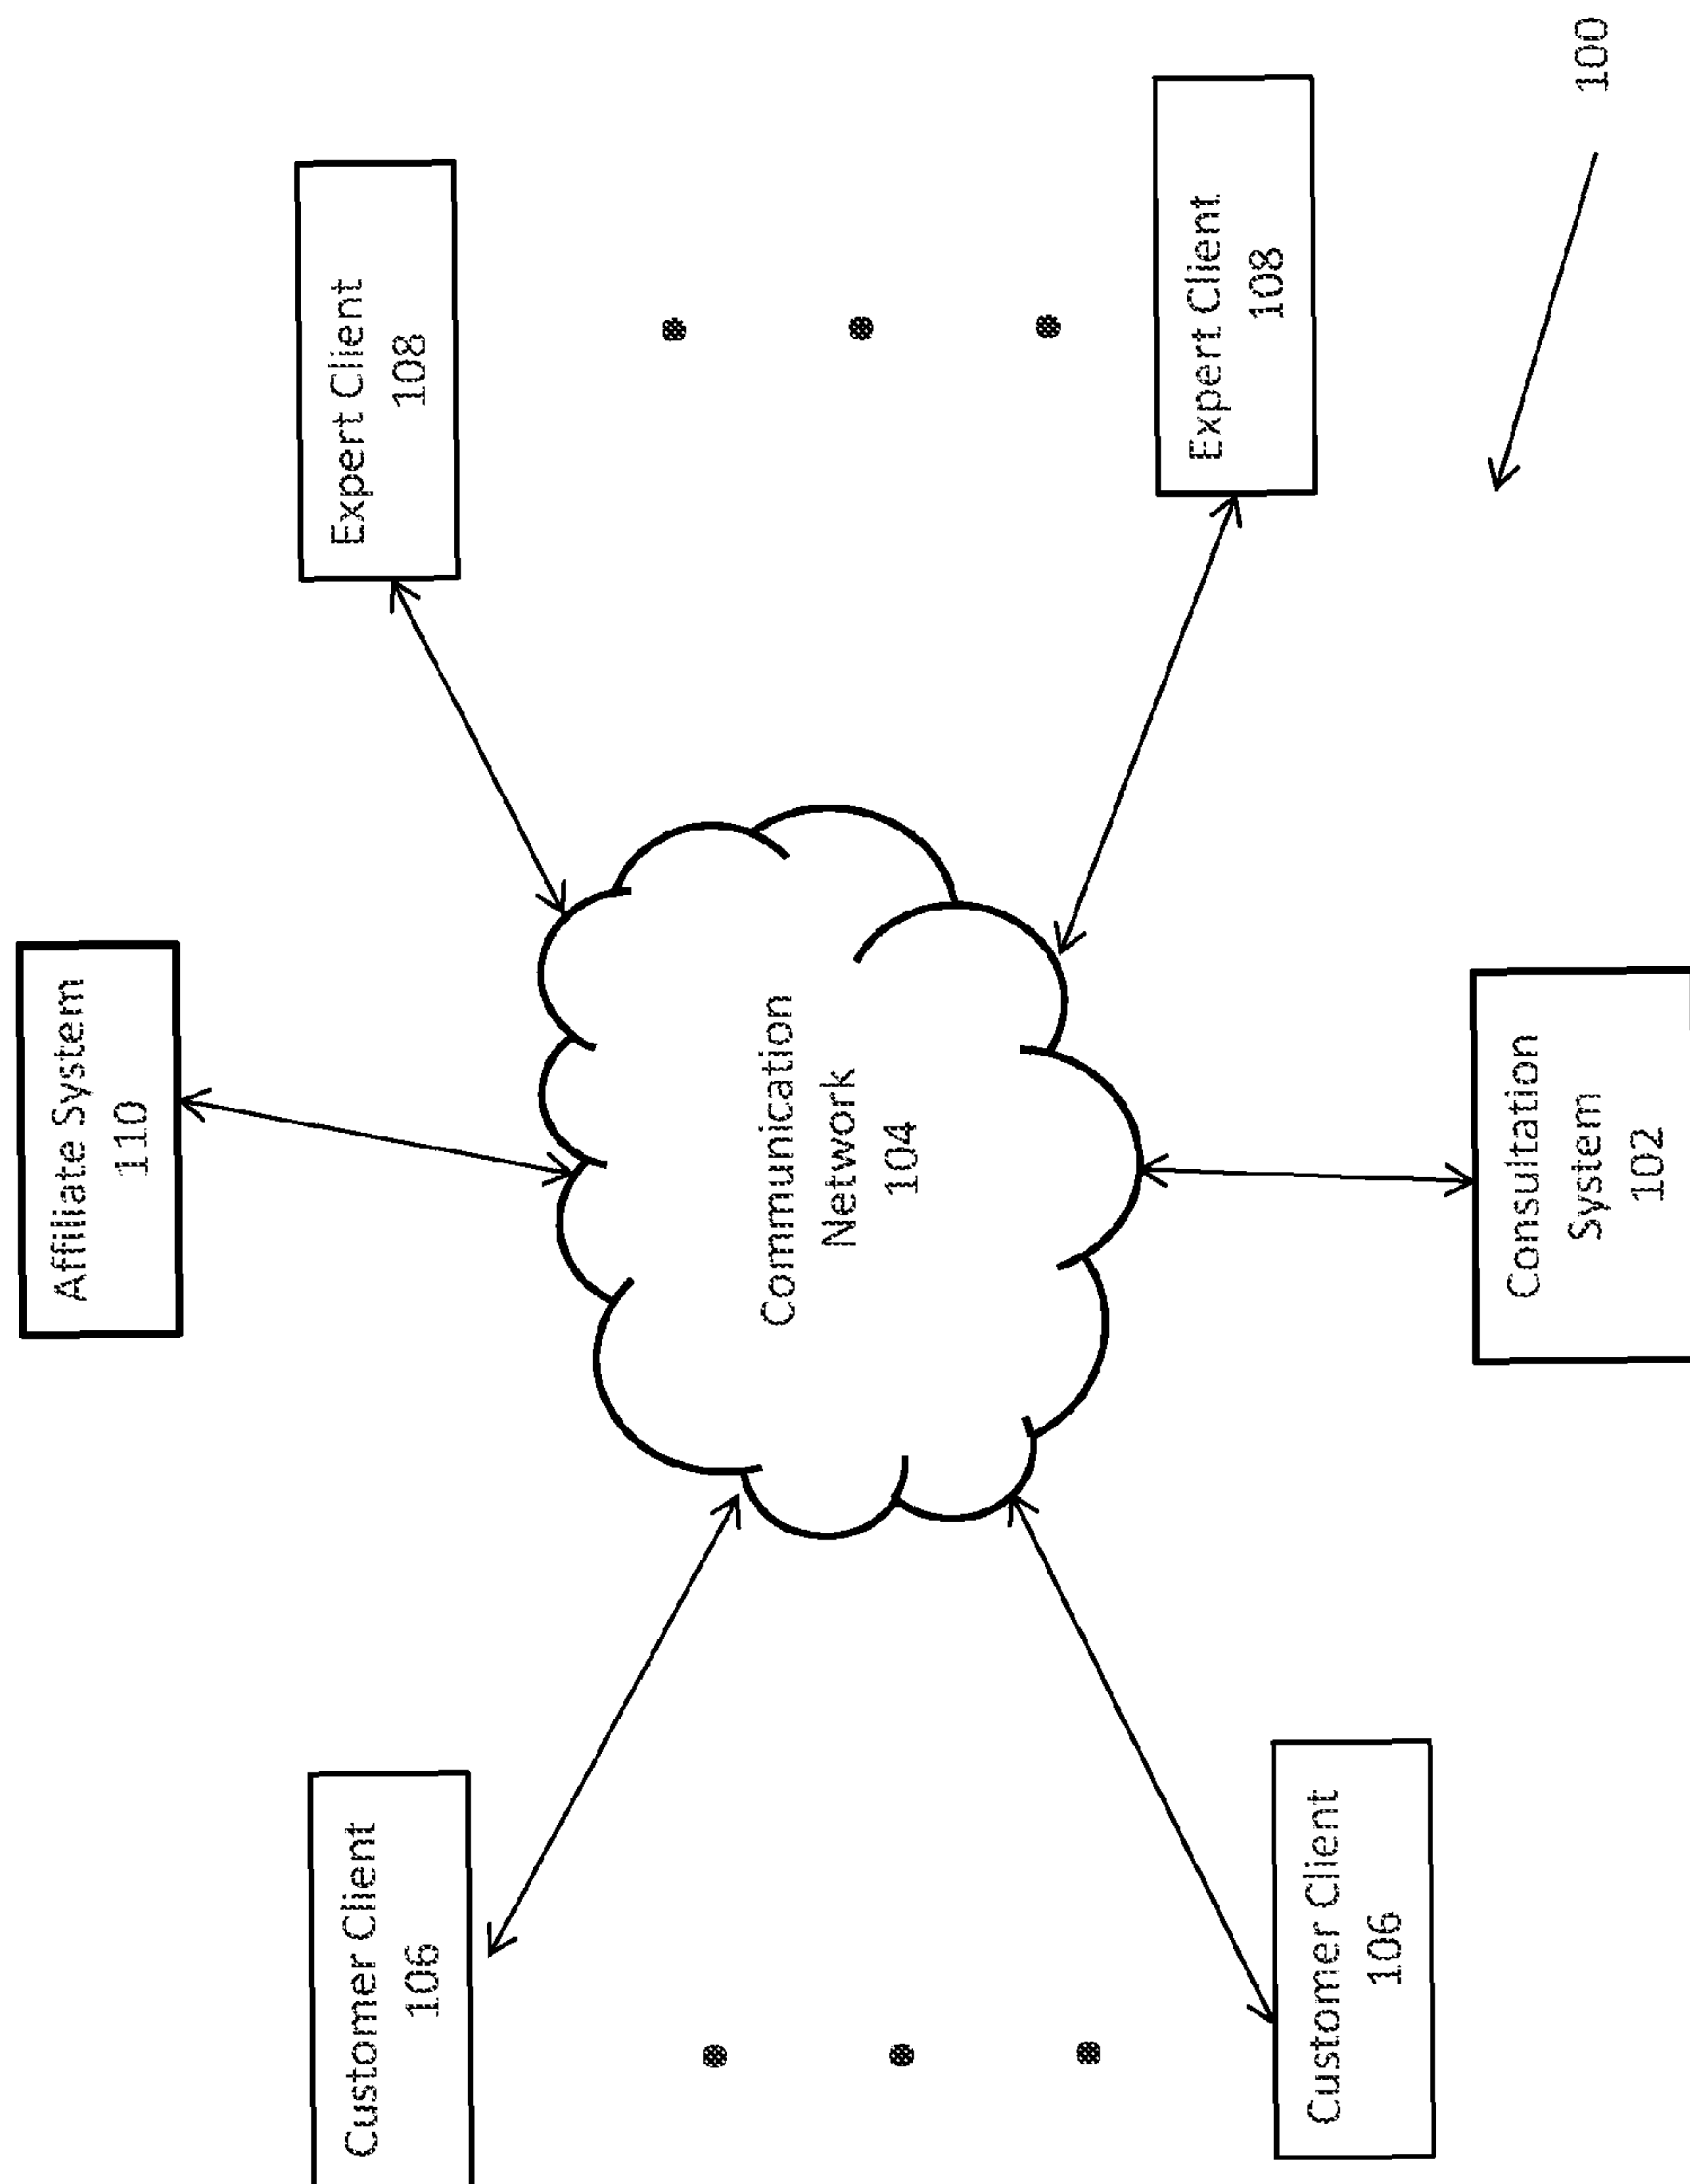 Affiliate System
110
Customer Client
106
Expert Client
108
Communication
Network
104
Customer Client
106
Expert Client
108
Consultation
System
102
100